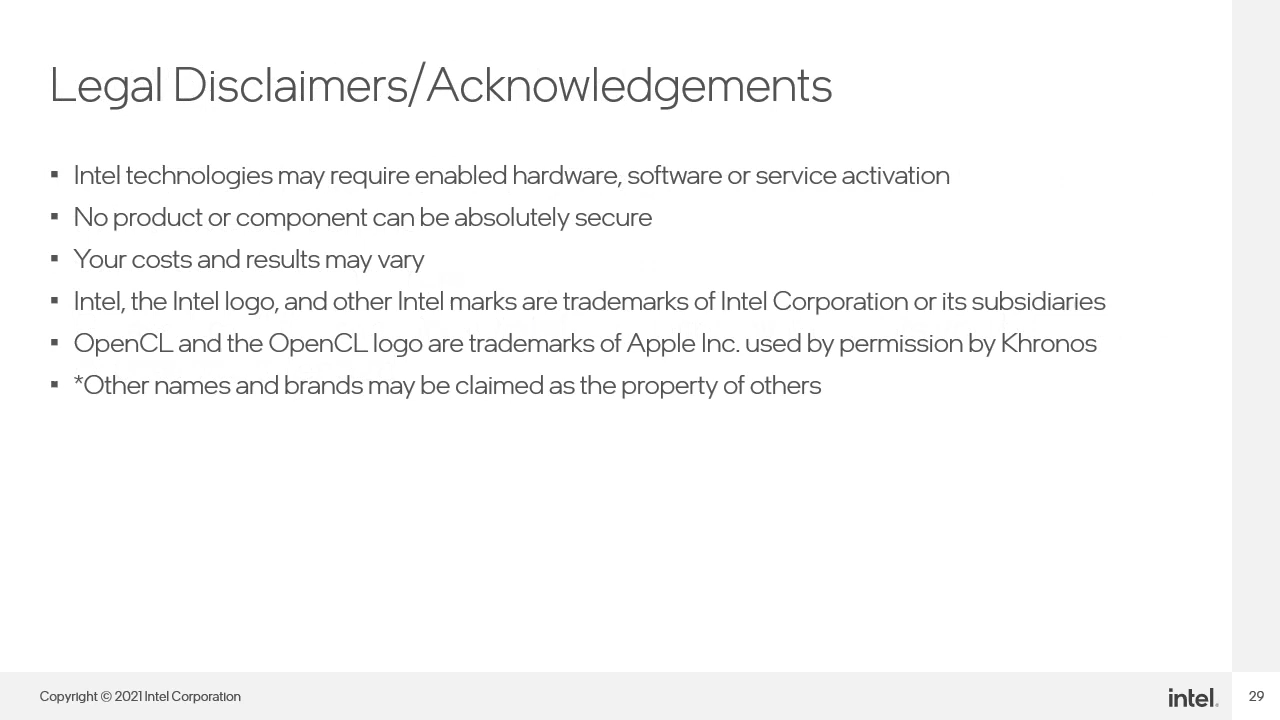 Legal Disclaimers/Acknowledgements
▪ Intel technologies may require enabled hardware, software or service activation
▪ No product or component can be absolutely secure
▪ Your costs and results may vary
▪ Intel, the Intel logo, and other Intel marks are trademarks of Intel Corporation or its subsidiaries
▪ OpenCL and the OpenCL logo are trademarks of Apple Inc. used by permission by Khronos
▪ *Other names and brands may be claimed as the property of others
Copyright © 2021 Intel Corporation
intel.
29